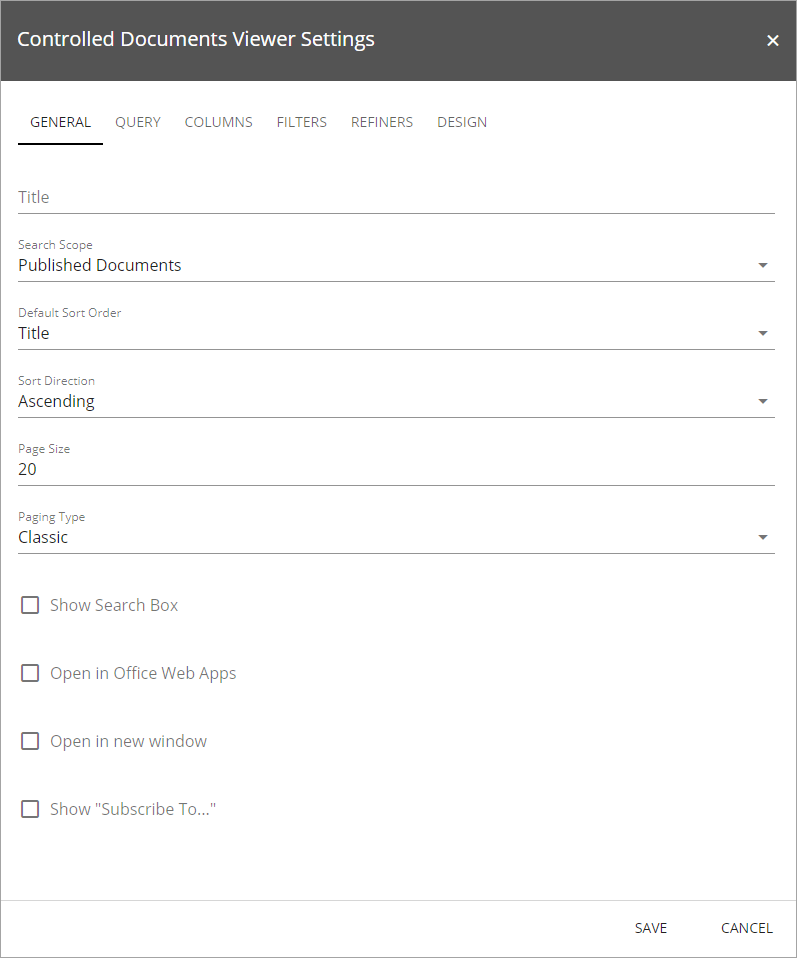 Controlled Documents Viewer Settings
GENERAL QUERY COLUMNS FILTERS REFINERS DESIGN
Title
Search Scope
Published Documents
Default Sort Order
Title
Sort Direction
Ascending
Page Size
20
Paging Type
Classic
Show Search Box
Open in Office Web Apps
Open in new window
Show "Subscribe To..."
SAVE CANCEL